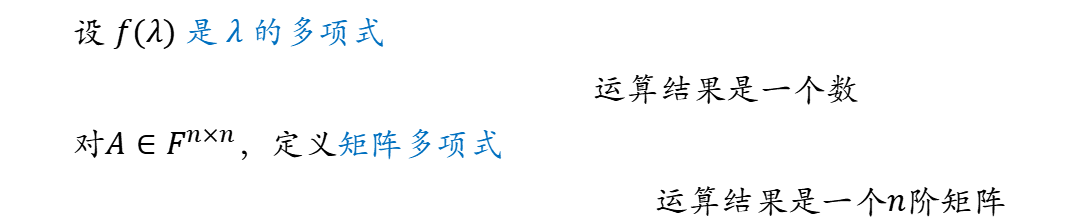 设 f(λ) 是 λ 的多项式
运算结果是一个数
对A ∈ Fⁿˣⁿ，定义矩阵多项式
运算结果是一个n阶矩阵